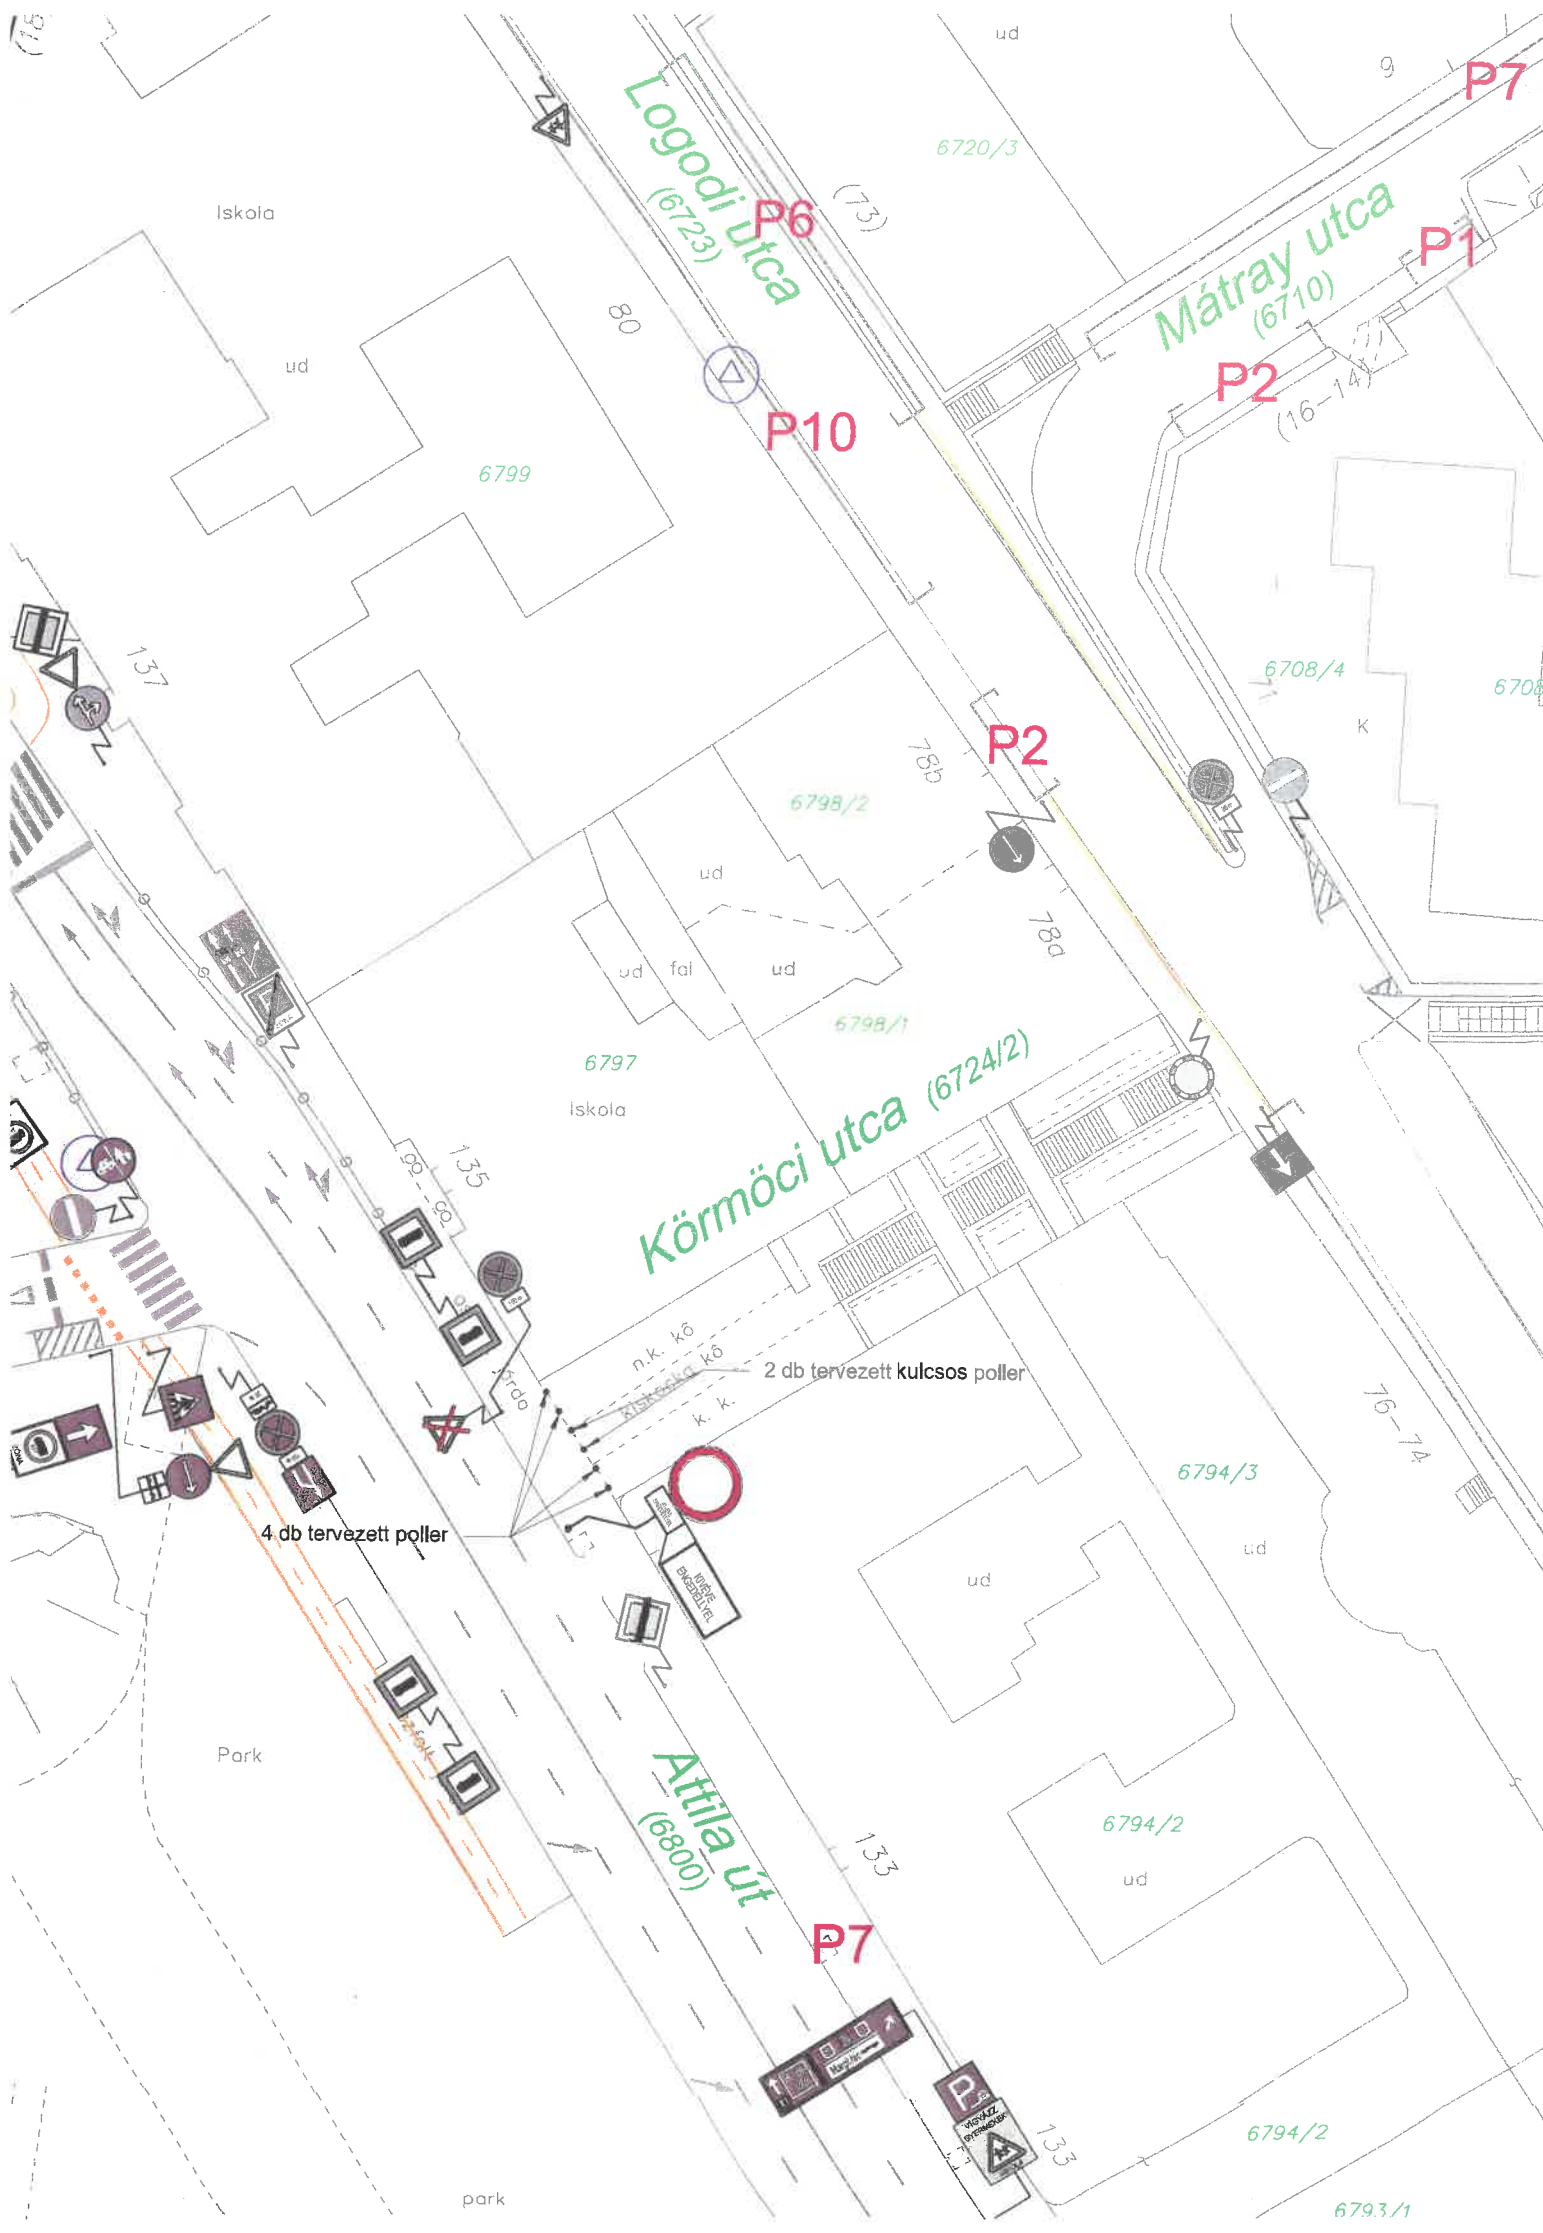 (18
ud
9
P7
Logodi utca
(6723)
6720/3
Iskola
P6
(73)
Mátray utca
(6710)
P1
80
ud
P2
(16-14)
P10
6799
137
6708/4
6708
K
P2
78b
6798/2
ud
78a
ud
fal
ud
6798/1
6797
Iskola
Körmöci utca (6724/2)
135
n.k. kő
kiskocka kő
k. k.
járda
2 db tervezett kulcsos poller
76-74
6794/3
4 db tervezett poller
KIVÉVE
ENGEDÉLLYEL
ud
ud
Park
Attila út
(6800)
6794/2
133
ud
P7
P
VIGYÁZZ
GYERMEKEK
133
6794/2
park
6793/1